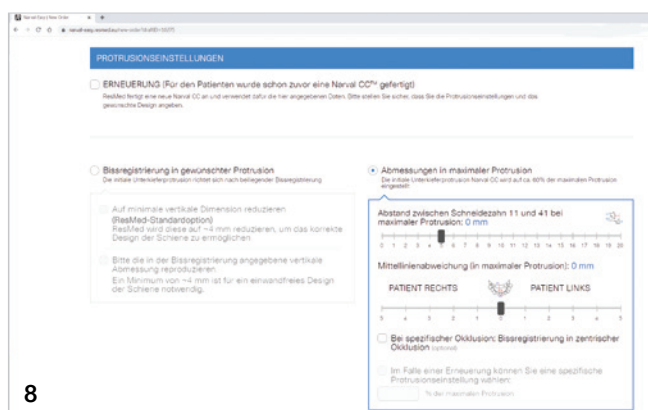 Narval Easy | New Order
PROTRUSIONSEINSTELLUNGEN
ERNEUERUNG (Für den Patienten wurde schon zuvor eine Narval CC™ gefertigt)
ResMed fertigt eine neue Narval CC an und verwendet dafür die hier angegebenen Daten. Bitte stellen Sie sicher, dass Sie die Protrusionseinstellungen und das
gewünschte Design angeben.
Bissregistrierung in gewünschter Protrusion
Die initiale Unterkieferprotrusion richtet sich nach beiliegender Bissregistrierung
Auf minimale vertikale Dimension reduzieren
(ResMed-Standardoption)
ResMed wird diese auf ~4 mm reduzieren, um das korrekte
Design der Schiene zu ermöglichen.
Bitte die in der Bissregistrierung angegebene vertikale
Abmessung reproduzieren
Ein Minimum von ~4 mm ist für ein einwandfreies Design
der Schiene notwendig.
Abmessungen in maximaler Protrusion
Die initiale Unterkieferprotrusion Narval CC wird auf ca. 60% der maximalen Protrusion
eingestellt
Abstand zwischen Schneidezahn 11 und 41 bei
maximaler Protrusion: 0 mm
0 1 2 3 4 5 6 7 8 9 10 11 12 13 14 15 16 17 18 19 20
Mittellinienabweichung (in maximaler Protrusion): 0 mm
PATIENT RECHTS PATIENT LINKS
5 4 3 2 1 0 1 2 3 4 5
Bei spezifischer Okklusion: Bissregistrierung in zentrischer
Okklusion (optional)
Im Falle einer Erneuerung können Sie eine spezifische
Protrusionseinstellung wählen:
% der maximalen Protrusion
8